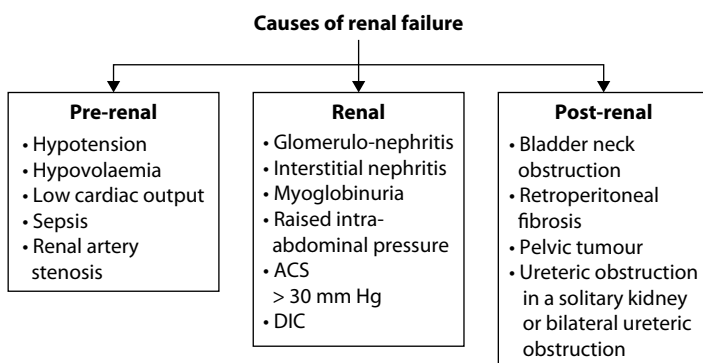 Causes of renal failure
Pre-renal
• Hypotension
• Hypovolaemia
• Low cardiac output
• Sepsis
• Renal artery
stenosis
Renal
• Glomerulo-nephritis
• Interstitial nephritis
• Myoglobinuria
• Raised intra-
abdominal pressure
• ACS
> 30 mm Hg
• DIC
Post-renal
• Bladder neck
obstruction
• Retroperitoneal
fibrosis
• Pelvic tumour
• Ureteric obstruction
in a solitary kidney
or bilateral ureteric
obstruction